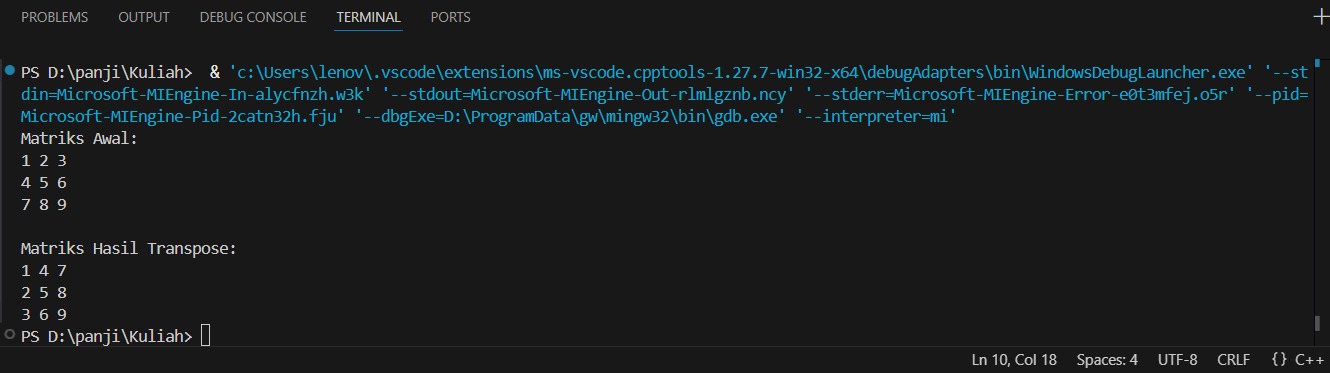 PROBLEMS OUTPUT DEBUG CONSOLE TERMINAL PORTS
PS D:\panji\Kuliah>  & 'c:\Users\lenov\.vscode\extensions\ms-vscode.cpptools-1.27.7-win32-x64\debugAdapters\bin\WindowsDebugLauncher.exe' '--st
din=Microsoft-MIEngine-In-alycfnzh.w3k' '--stdout=Microsoft-MIEngine-Out-rlmlgznb.ncy' '--stderr=Microsoft-MIEngine-Error-e0t3mfej.o5r' '--pid=
Microsoft-MIEngine-Pid-2catn32h.fju' '--dbgExe=D:\ProgramData\gw\mingw32\bin\gdb.exe' '--interpreter=mi'
Matriks Awal:
1 2 3
4 5 6
7 8 9
Matriks Hasil Transpose:
1 4 7
2 5 8
3 6 9
PS D:\panji\Kuliah>
Ln 10, Col 18 Spaces: 4 UTF-8 CRLF {} C++